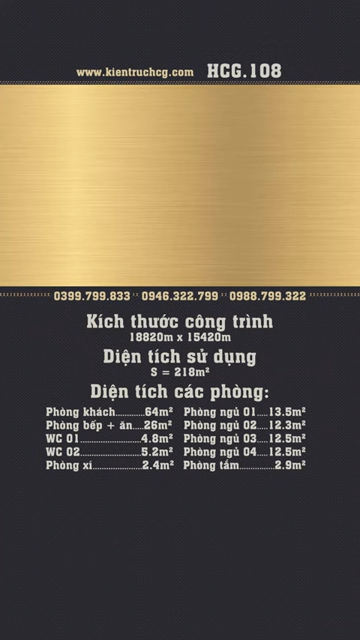 www.kientruchcg.com HCG.108
0399.799.833 ·· 0946.322.799 ·· 0988.799.322
Kích thước công trình
18820m x 15420m
Diện tích sử dụng
S = 218m²
Diện tích các phòng:
Phòng khách............64m² Phòng ngủ 01....13.5m²
Phòng bếp + ăn....26m² Phòng ngủ 02....12.3m²
WC 01.......................4.8m² Phòng ngủ 03....12.5m²
WC 02.......................5.2m² Phòng ngủ 04....12.5m²
Phòng xí...................2.4m² Phòng tắm............2.9m²